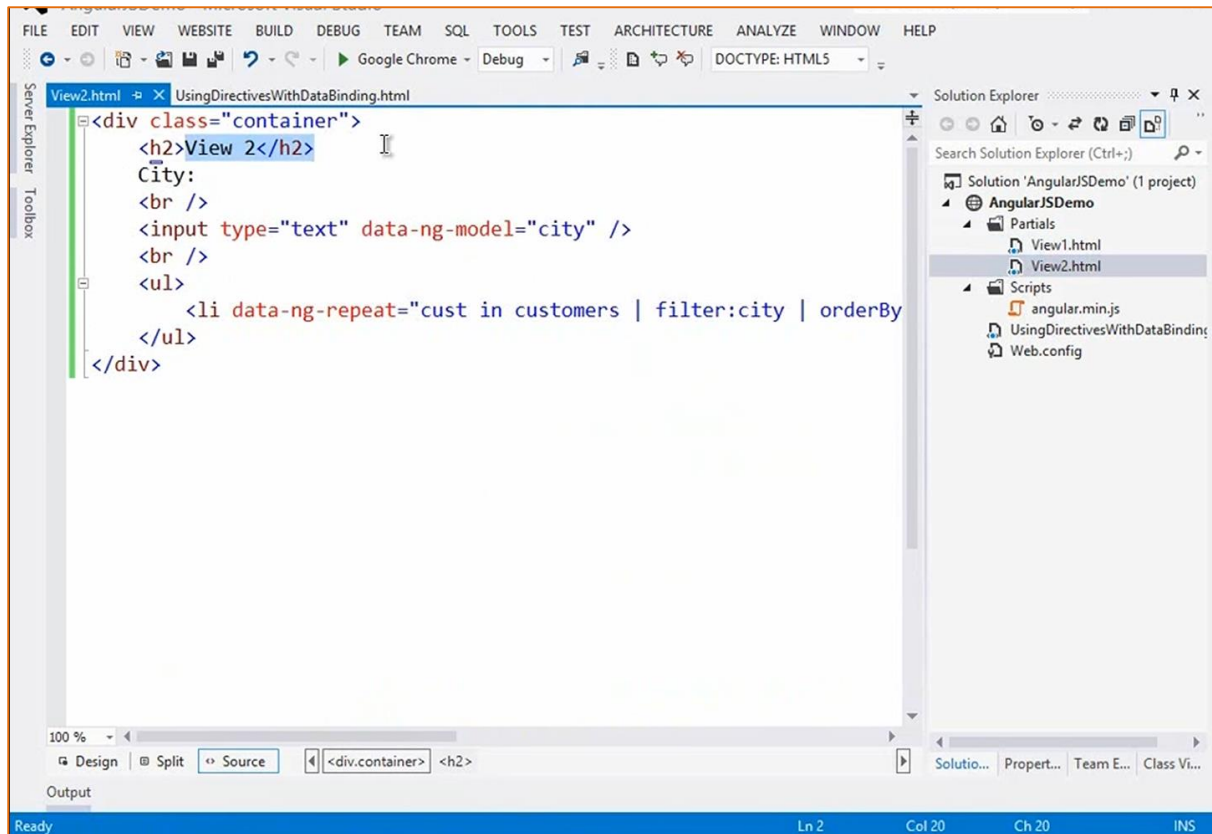 AngularJSDemo - Microsoft Visual Studio
FILE EDIT VIEW WEBSITE BUILD DEBUG TEAM SQL TOOLS TEST ARCHITECTURE ANALYZE WINDOW HELP
Google Chrome Debug DOCTYPE: HTML5
Server Explorer
Toolbox
View2.html UsingDirectivesWithDataBinding.html
<div class="container">
<h2>View 2</h2>
City:
<br />
<input type="text" data-ng-model="city" />
<br />
<ul>
<li data-ng-repeat="cust in customers | filter:city | orderBy
</ul>
</div>
100 %
Design Split Source <div.container> <h2>
Output
Solution Explorer
Search Solution Explorer (Ctrl+;)
Solution 'AngularJSDemo' (1 project)
AngularJSDemo
Partials
View1.html
View2.html
Scripts
angular.min.js
UsingDirectivesWithDataBinding
Web.config
Solutio... Propert... Team E... Class Vi...
Ready Ln 2 Col 20 Ch 20 INS